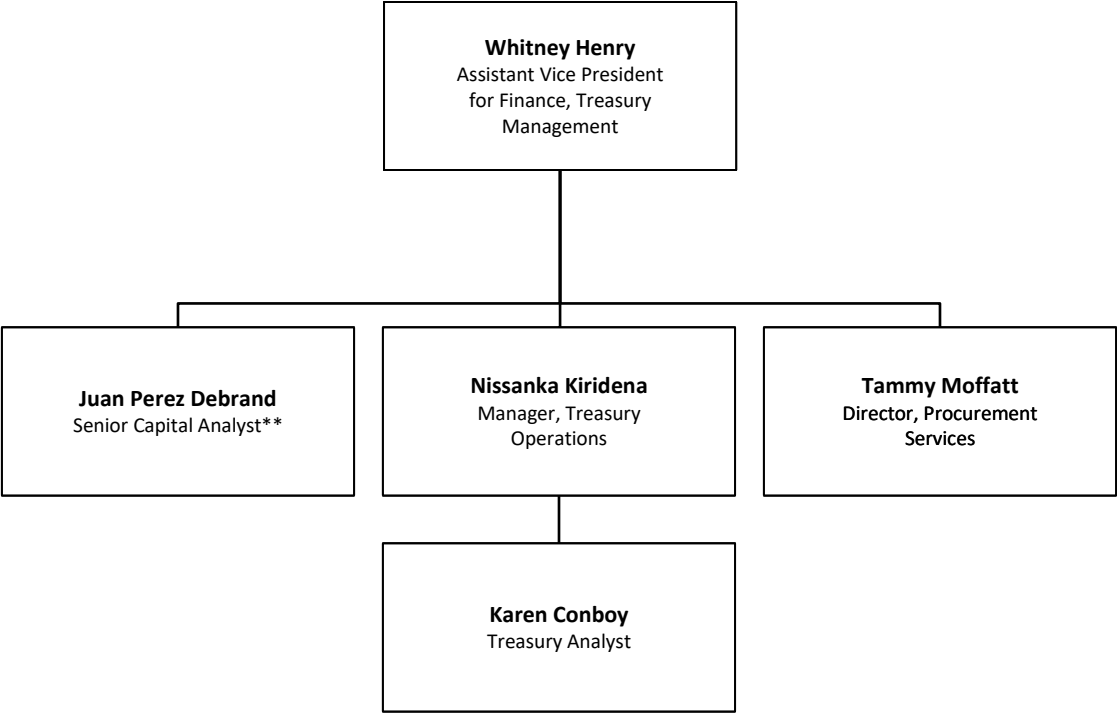 Whitney Henry
Assistant Vice President
for Finance, Treasury
Management
Juan Perez Debrand
Senior Capital Analyst**
Nissanka Kiridena
Manager, Treasury
Operations
Tammy Moffatt
Director, Procurement
Services
Karen Conboy
Treasury Analyst